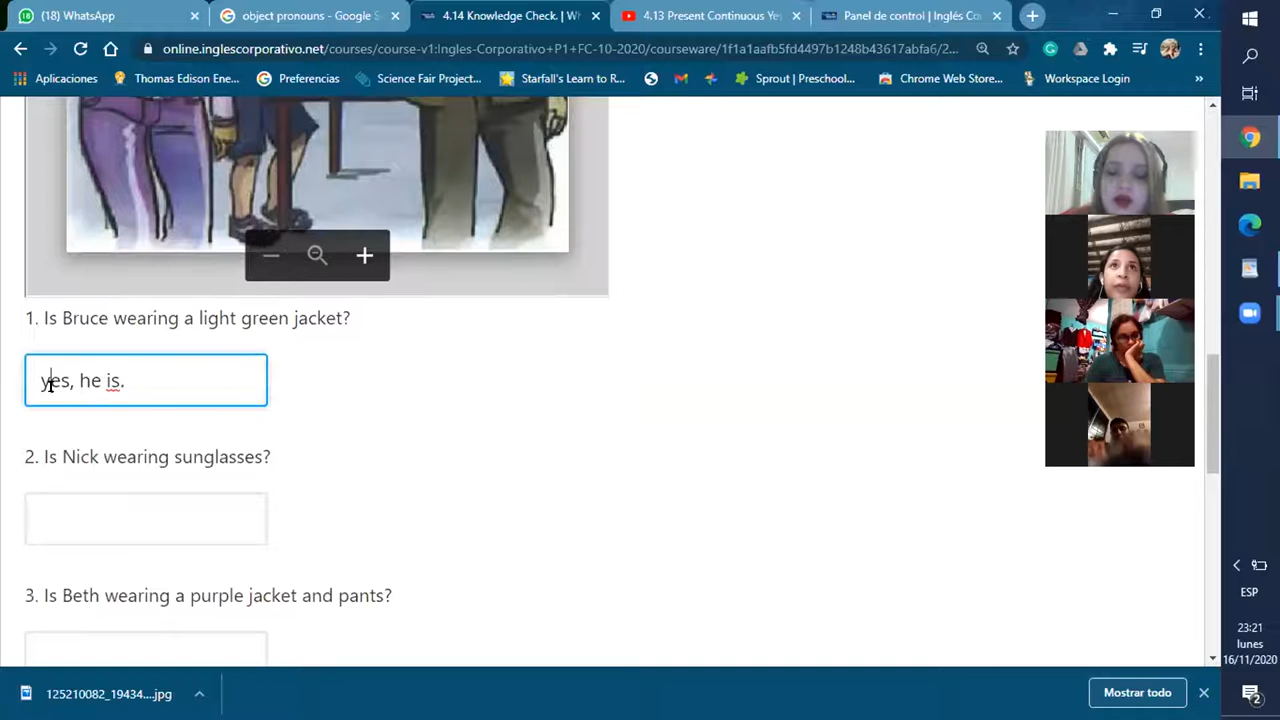 (18) WhatsApp
object pronouns - Google S
4.14 Knowledge Check. | Wh
4.13 Present Continuous Ye
Panel de control | Inglés Co
online.inglescorporativo.net/courses/course-v1:Ingles-Corporativo+P1+FC-10-2020/courseware/1f1a1aafb5fd4497b1248b43617abfa6/2...
Aplicaciones
Thomas Edison Ene...
Preferencias
Science Fair Project...
Starfall's Learn to R...
Sprout | Preschool...
Chrome Web Store...
Workspace Login
»
1. Is Bruce wearing a light green jacket?
yes, he is.
2. Is Nick wearing sunglasses?
3. Is Beth wearing a purple jacket and pants?
125210082_19434....jpg
Mostrar todo
ESP
23:21
lunes
16/11/2020
2